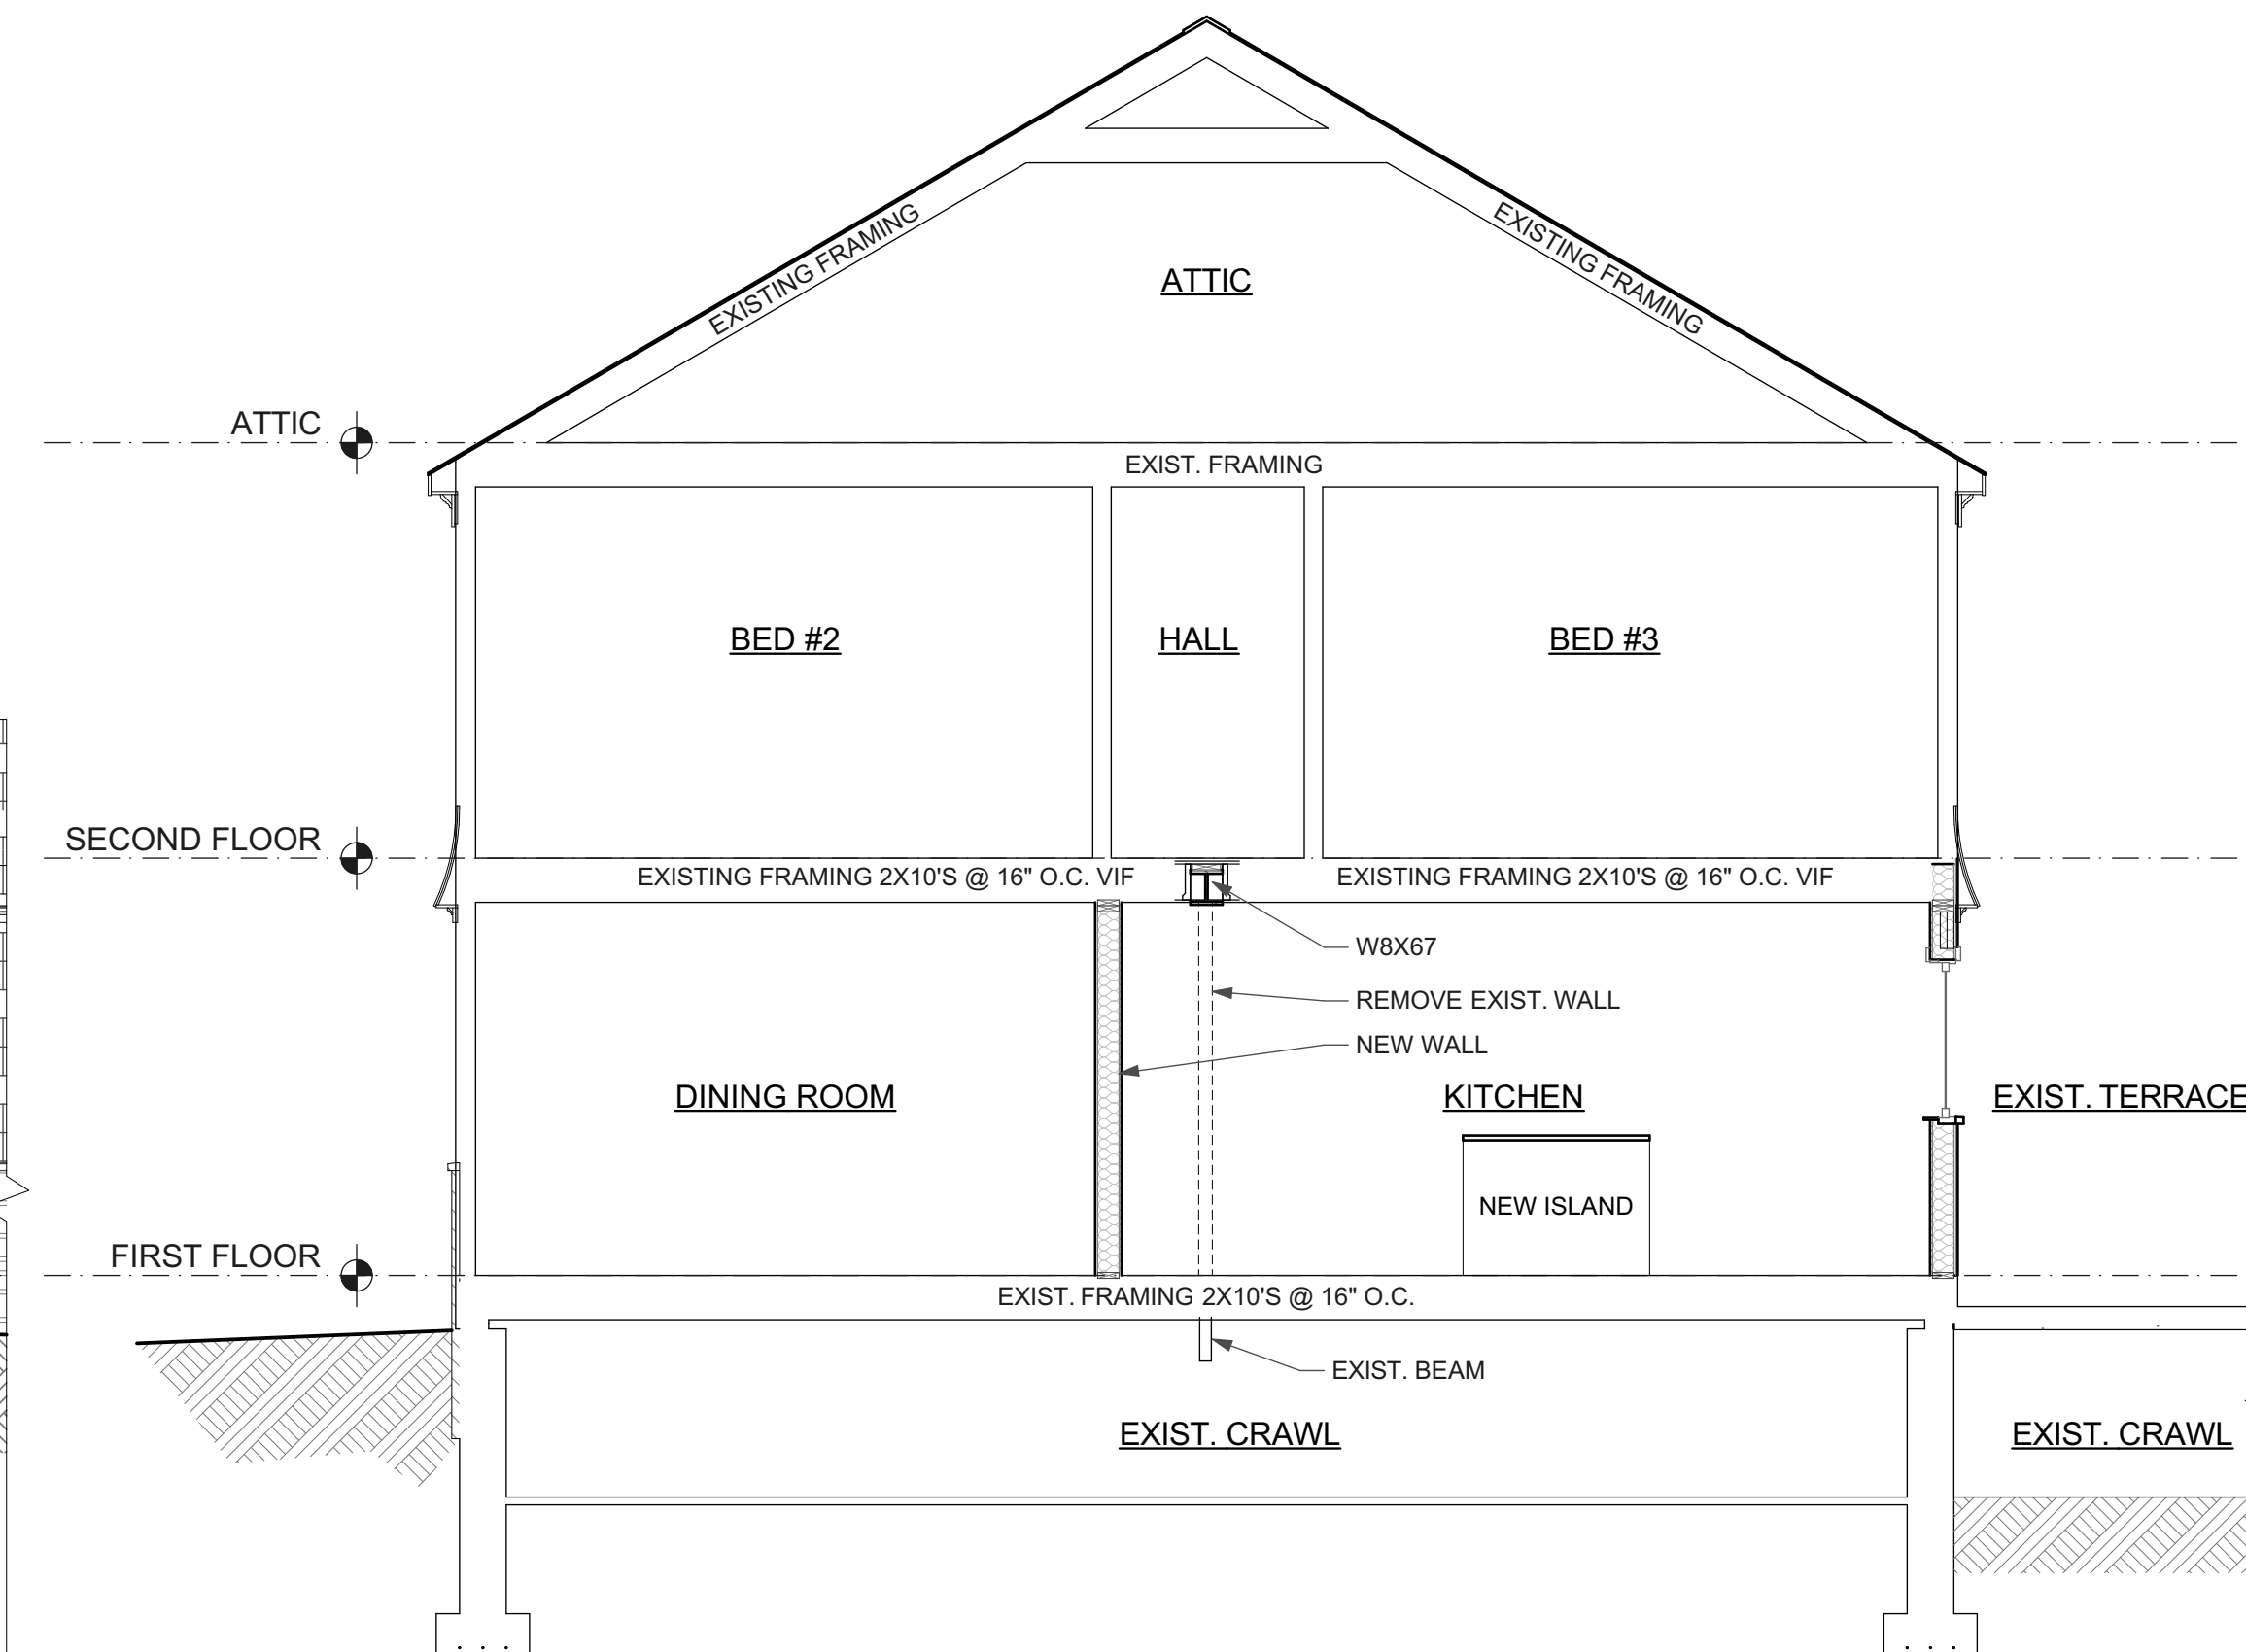 EXISTING FRAMING
EXISTING FRAMING
ATTIC
ATTIC
EXIST. FRAMING
BED #2
HALL
BED #3
SECOND FLOOR
EXISTING FRAMING 2X10'S @ 16" O.C. VIF
EXISTING FRAMING 2X10'S @ 16" O.C. VIF
W8X67
REMOVE EXIST. WALL
NEW WALL
DINING ROOM
KITCHEN
EXIST. TERRACE
NEW ISLAND
FIRST FLOOR
EXIST. FRAMING 2X10'S @ 16" O.C.
EXIST. BEAM
EXIST. CRAWL
EXIST. CRAWL